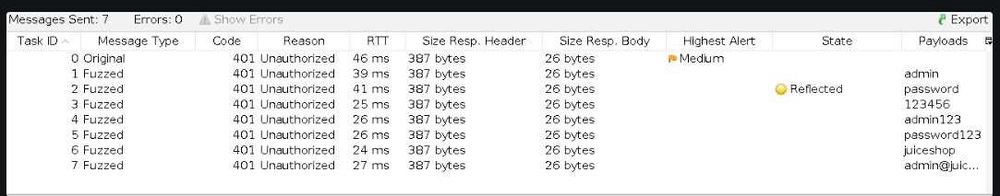 Messages Sent: 7 Errors: 0 Show Errors Export
Task ID Message Type Code Reason RTT Size Resp. Header Size Resp. Body Highest Alert State Payloads
0 Original 401 Unauthorized 46 ms 387 bytes 26 bytes Medium
1 Fuzzed 401 Unauthorized 39 ms 387 bytes 26 bytes admin
2 Fuzzed 401 Unauthorized 41 ms 387 bytes 26 bytes Reflected password
3 Fuzzed 401 Unauthorized 25 ms 387 bytes 26 bytes 123456
4 Fuzzed 401 Unauthorized 26 ms 387 bytes 26 bytes admin123
5 Fuzzed 401 Unauthorized 26 ms 387 bytes 26 bytes password123
6 Fuzzed 401 Unauthorized 24 ms 387 bytes 26 bytes juiceshop
7 Fuzzed 401 Unauthorized 27 ms 387 bytes 26 bytes admin@juic...